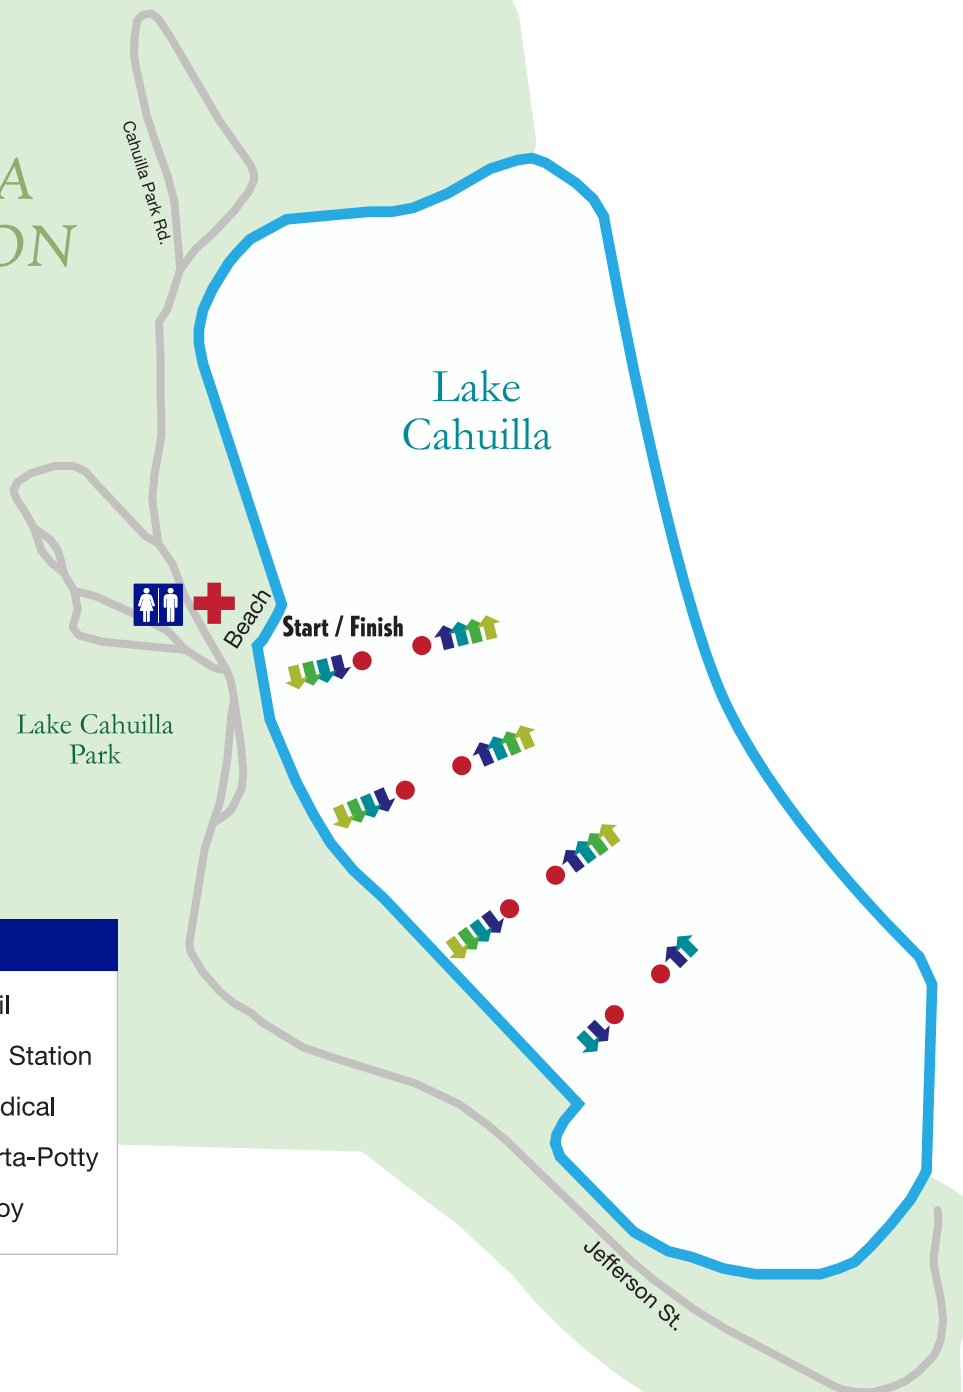 A
ON
Cahuilla Park Rd.
Lake
Cahuilla
Beach
Start / Finish
Lake Cahuilla
Park
il
Station
dical
rta-Potty
oy
Jefferson St.